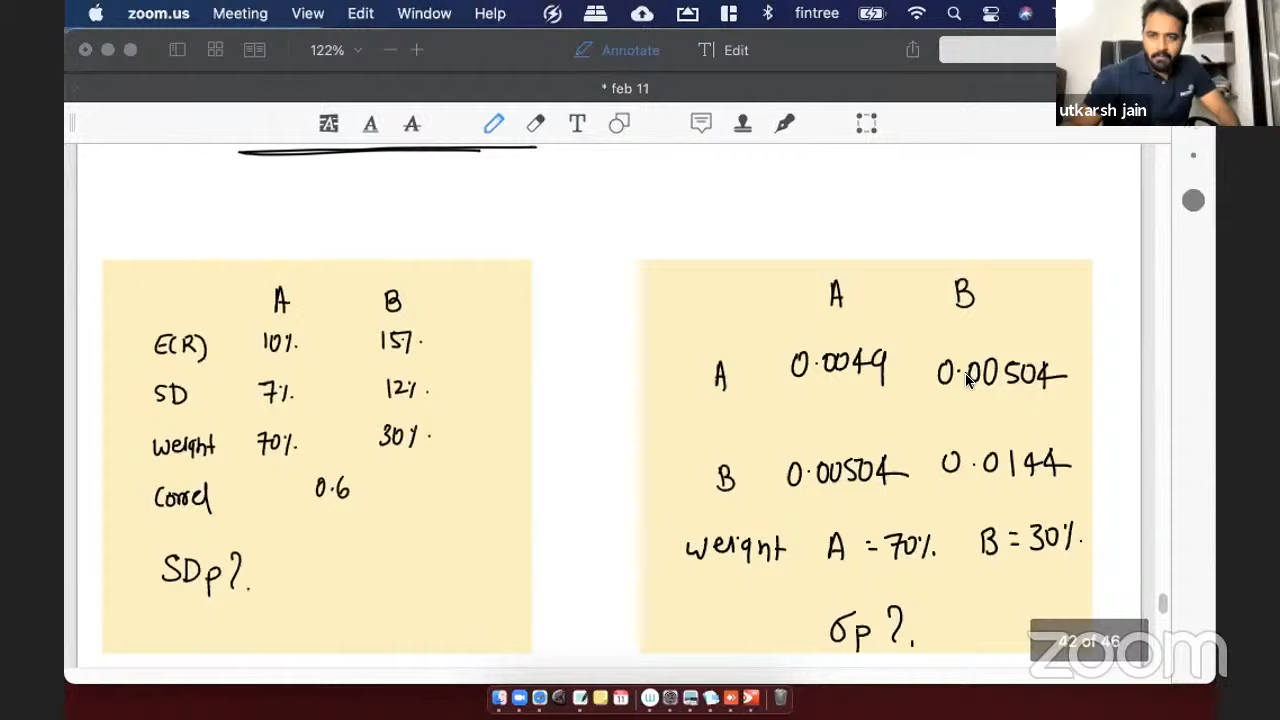 zoom.us Meeting View Edit Window Help fintree
122% Annotate T Edit
* feb 11
utkarsh jain
A B
E(R) 10% 15%.
SD 7% 12%.
weight 70% 30%.
Correl 0.6
SDp?.
A B
A 0.0049 0.00504
B 0.00504 0.0144
weight A = 70% B = 30%.
σp ?.
42 of 46
zoom